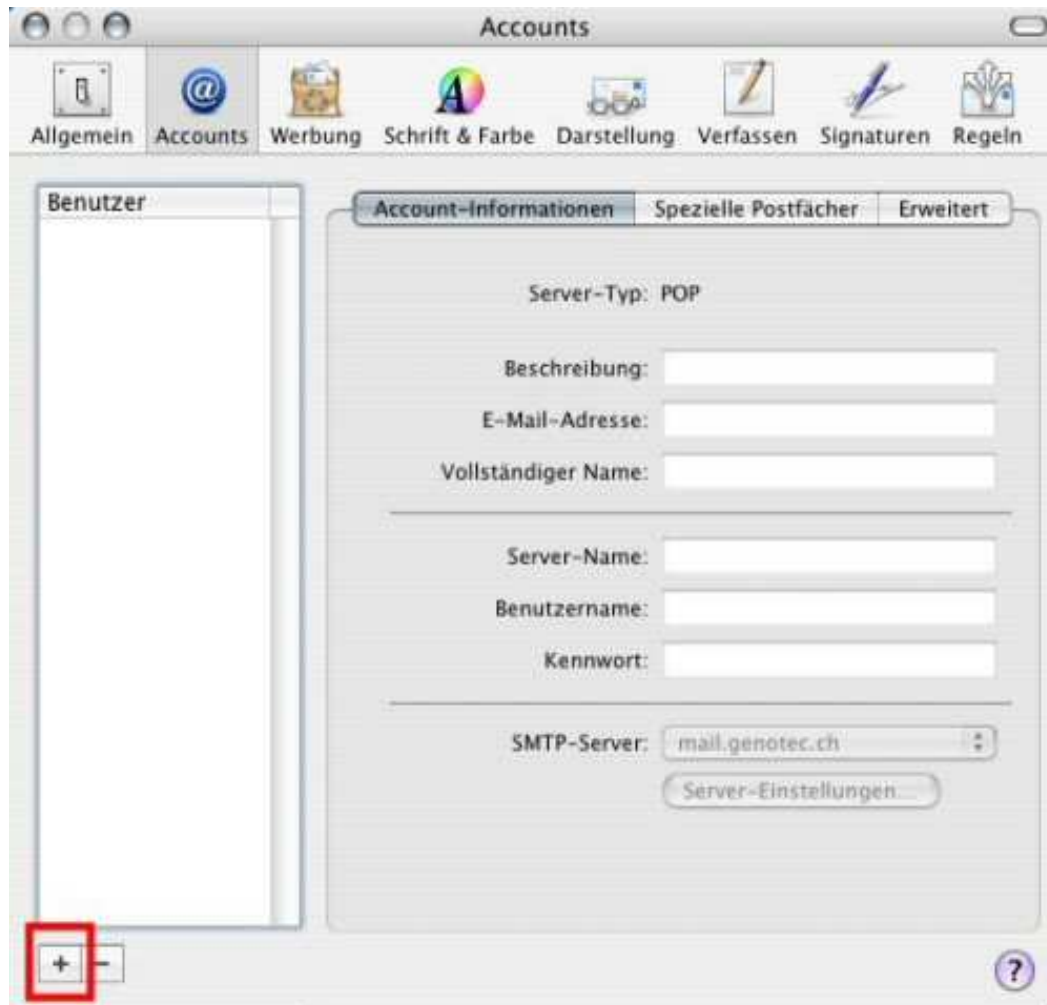 Accounts
Allgemein Accounts Werbung Schrift & Farbe Darstellung Verfassen Signaturen Regeln
Benutzer
Account-Informationen Spezielle Postfächer Erweitert
Server-Typ: POP
Beschreibung:
E-Mail-Adresse:
Vollständiger Name:
Server-Name:
Benutzername:
Kennwort:
SMTP-Server: mail.genotec.ch
Server-Einstellungen...
+ −
?